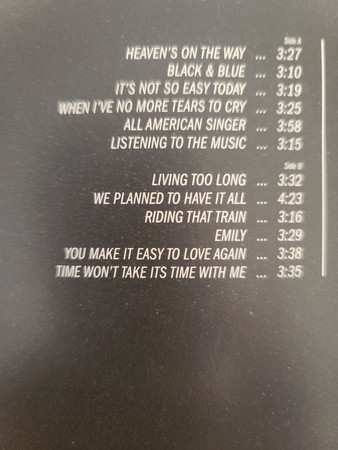 Side A
HEAVEN'S ON THE WAY ... 3:27
BLACK & BLUE ... 3:10
IT'S NOT SO EASY TODAY ... 3:19
WHEN I'VE NO MORE TEARS TO CRY ... 3:25
ALL AMERICAN SINGER ... 3:58
LISTENING TO THE MUSIC ... 3:15
Side B
LIVING TOO LONG ... 3:32
WE PLANNED TO HAVE IT ALL ... 4:23
RIDING THAT TRAIN ... 3:16
EMILY ... 3:29
YOU MAKE IT EASY TO LOVE AGAIN ... 3:38
TIME WON'T TAKE ITS TIME WITH ME ... 3:35